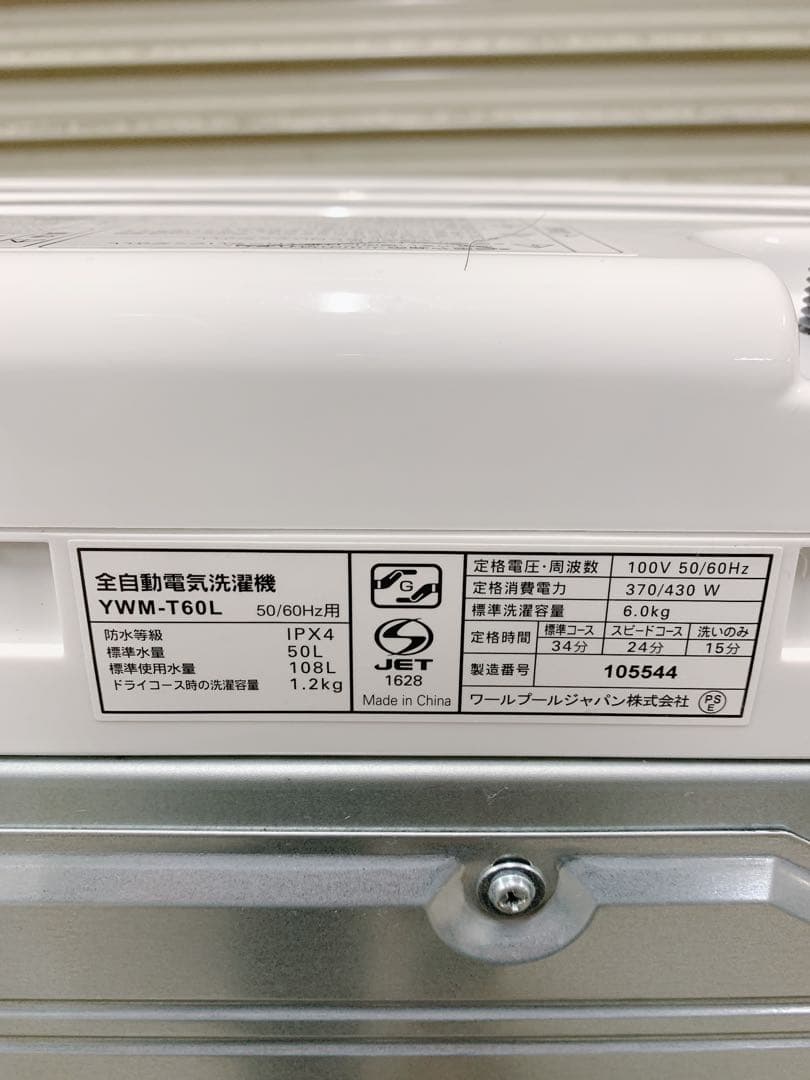 全自動電気洗濯機
YWM-T60L 50/60Hz用
防水等級 IPX4
標準水量 50L
標準使用水量 108L
ドライコース時の洗濯容量 1.2kg
G
JET
1628
Made in China
定格電圧・周波数 100V 50/60Hz
定格消費電力 370/430 W
標準洗濯容量 6.0kg
定格時間 標準コース スピードコース 洗いのみ
34分 24分 15分
製造番号 105544
ワールプールジャパン株式会社 PSE